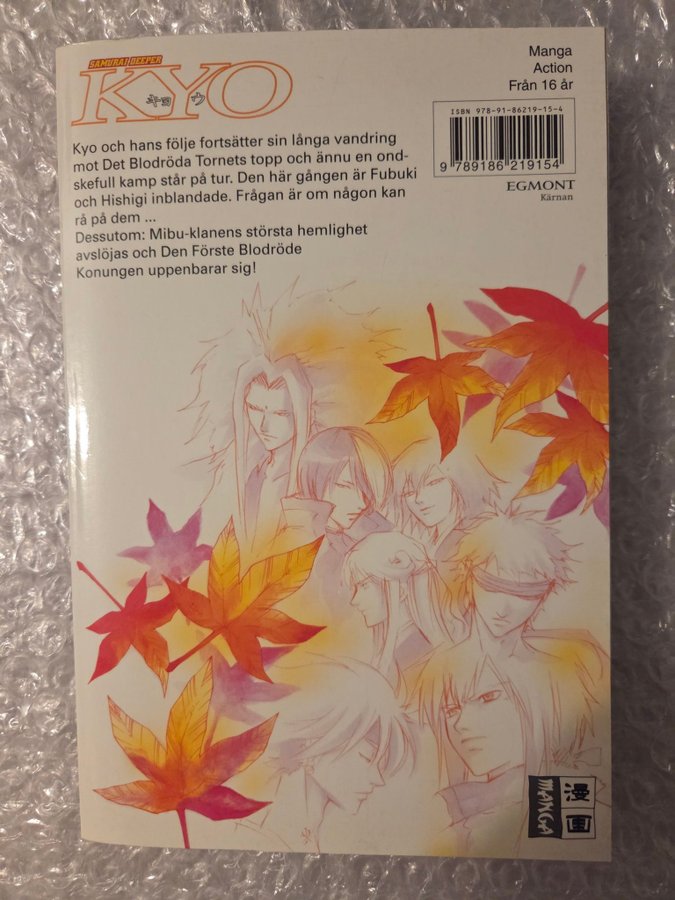 SAMURAI DEEPER
KYO
Manga
Action
Från 16 år
ISBN 978-91-86219-15-4
9 789186 219154
EGMONT
Kärnan
Kyo och hans följe fortsätter sin långa vandring
mot Det Blodröda Tornets topp och ännu en ond-
skefull kamp står på tur. Den här gången är Fubuki
och Hishigi inblandade. Frågan är om någon kan
rå på dem ...
Dessutom: Mibu-klanens största hemlighet
avslöjas och Den Förste Blodröde
Konungen uppenbarar sig!
漫画
MANGA